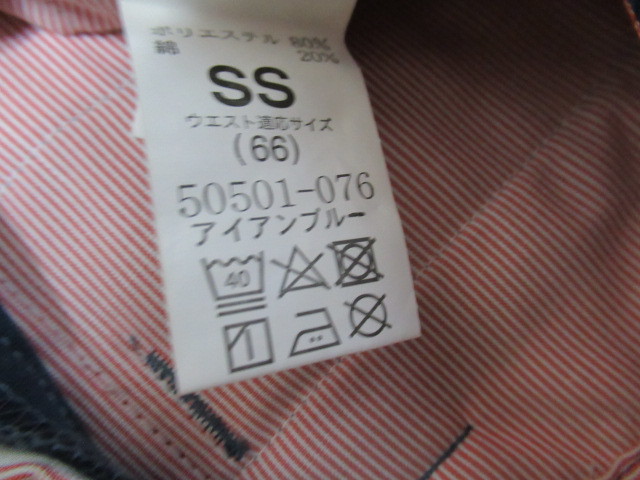 ポリエステル 80%
綿 20%
SS
ウエスト適応サイズ
(66)
50501-076
アイアンブルー
40